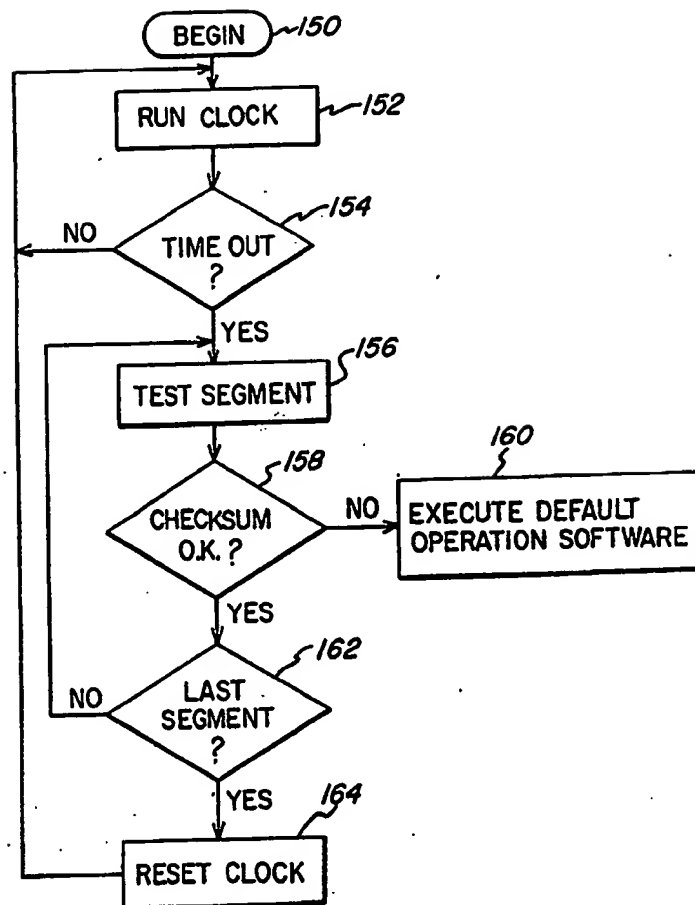 BEGIN
150
RUN CLOCK
152
154
NO
TIME OUT
?
YES
156
TEST SEGMENT
158
160
CHECKSUM
O.K. ?
NO
EXECUTE DEFAULT
OPERATION SOFTWARE
YES
162
NO
LAST
SEGMENT
?
YES
164
RESET CLOCK